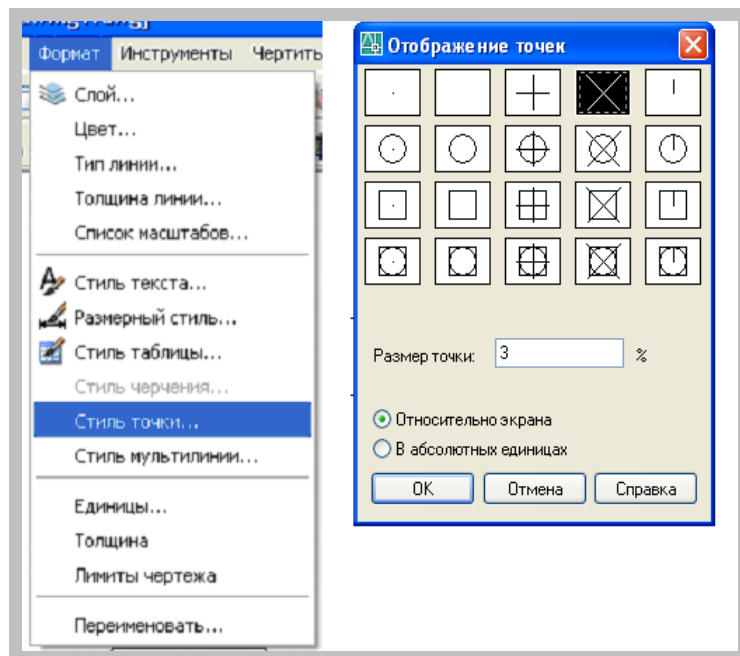 Формат Инструменты Чертить
Слой...
Цвет...
Тип линии...
Толщина линии...
Список масштабов...
Стиль текста...
Размерный стиль...
Стиль таблицы...
Стиль черчения...
Стиль точки...
Стиль мультилинии...
Единицы...
Толщина
Лимиты чертежа
Переименовать...
Отображение точек
Размер точки: 3 %
Относительно экрана
В абсолютных единицах
OK Отмена Справка